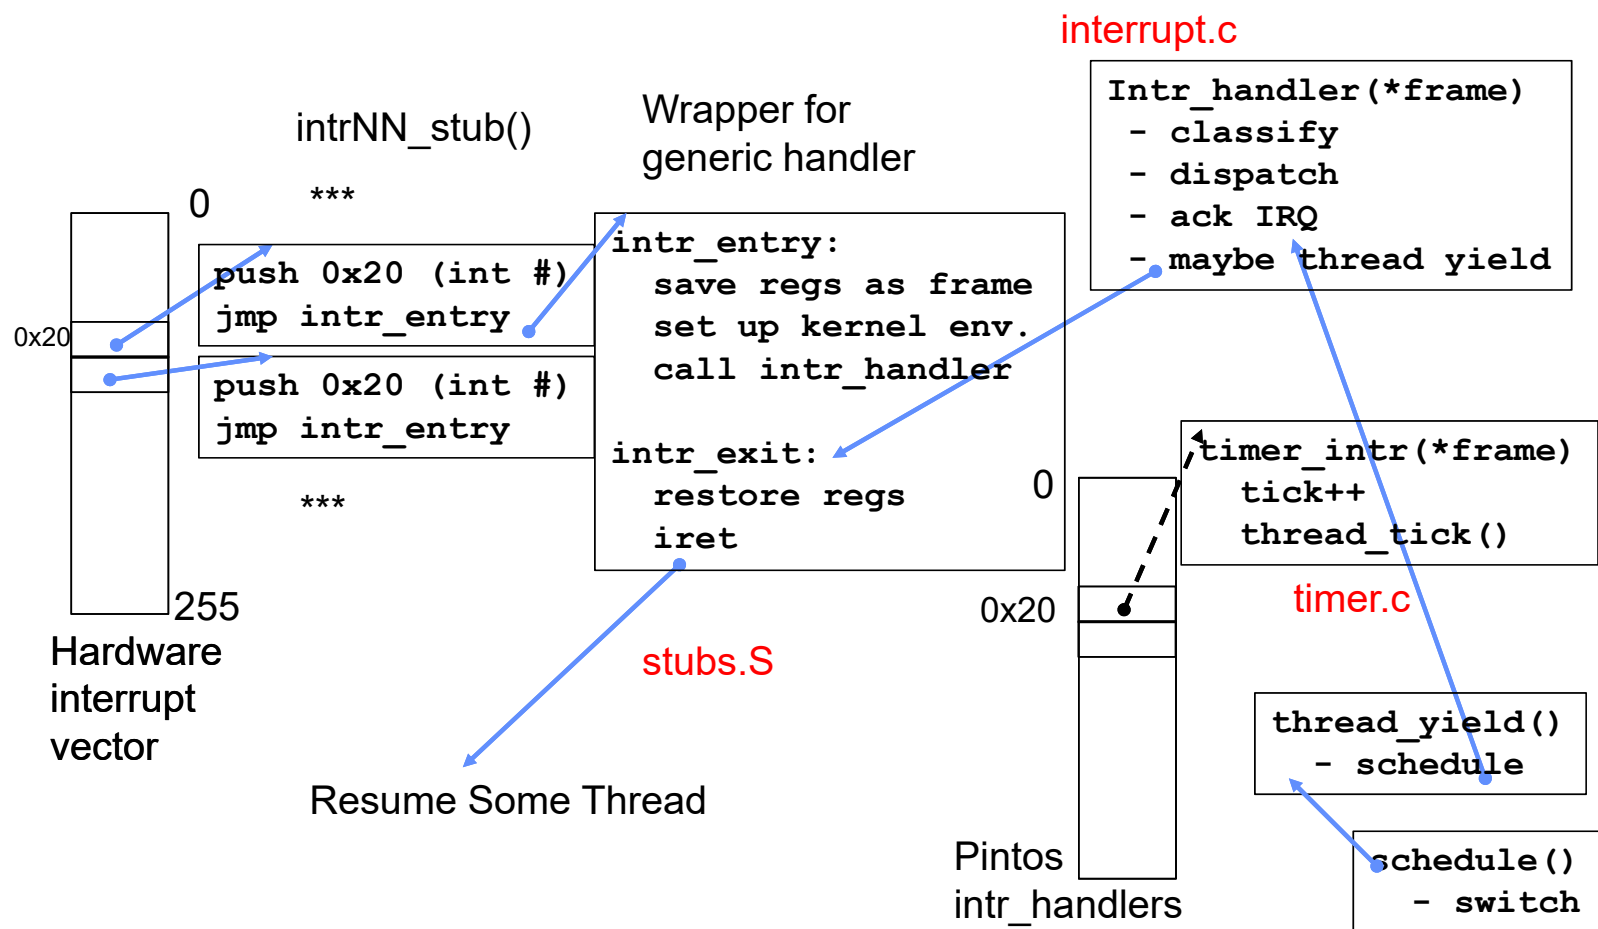 interrupt.c
Intr_handler(*frame)
- classify
- dispatch
- ack IRQ
- maybe thread yield
Wrapper for
generic handler
intrNN_stub()
***
0
push 0x20 (int #)
jmp intr_entry
0x20
push 0x20 (int #)
jmp intr_entry
***
255
Hardware
interrupt
vector
intr_entry:
save regs as frame
set up kernel env.
call intr_handler
intr_exit:
restore regs
iret
stubs.S
Resume Some Thread
0
0x20
Pintos
intr_handlers
timer_intr(*frame)
tick++
thread_tick()
timer.c
thread_yield()
- schedule
schedule()
- switch